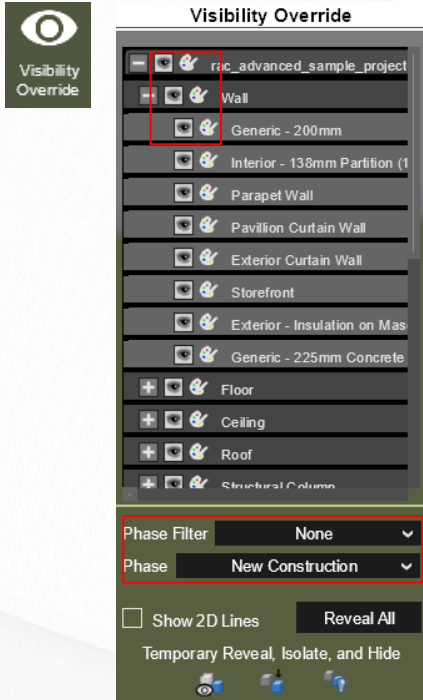 Visibility Override
Visibility
Override
rac_advanced_sample_project
Wall
Generic - 200mm
Interior - 138mm Partition (1
Parapet Wall
Pavillion Curtain Wall
Exterior Curtain Wall
Storefront
Exterior - Insulation on Mas
Generic - 225mm Concrete
Floor
Ceiling
Roof
Structural Column
Phase Filter None
Phase New Construction
Show 2D Lines Reveal All
Temporary Reveal, Isolate, and Hide